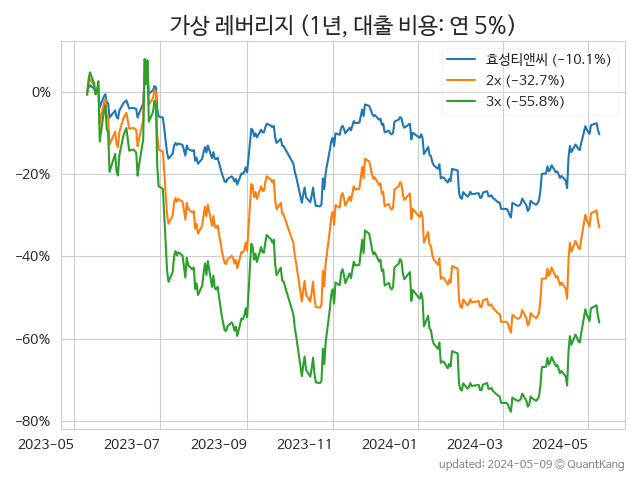 가상 레버리지 (1년, 대출 비용: 연 5%)
효성티앤씨 (−10.1%)
2x (−32.7%)
3x (−55.8%)
0%
−20%
−40%
−60%
−80%
2023-05 2023-07 2023-09 2023-11 2024-01 2024-03 2024-05
updated: 2024-05-09 © QuantKang